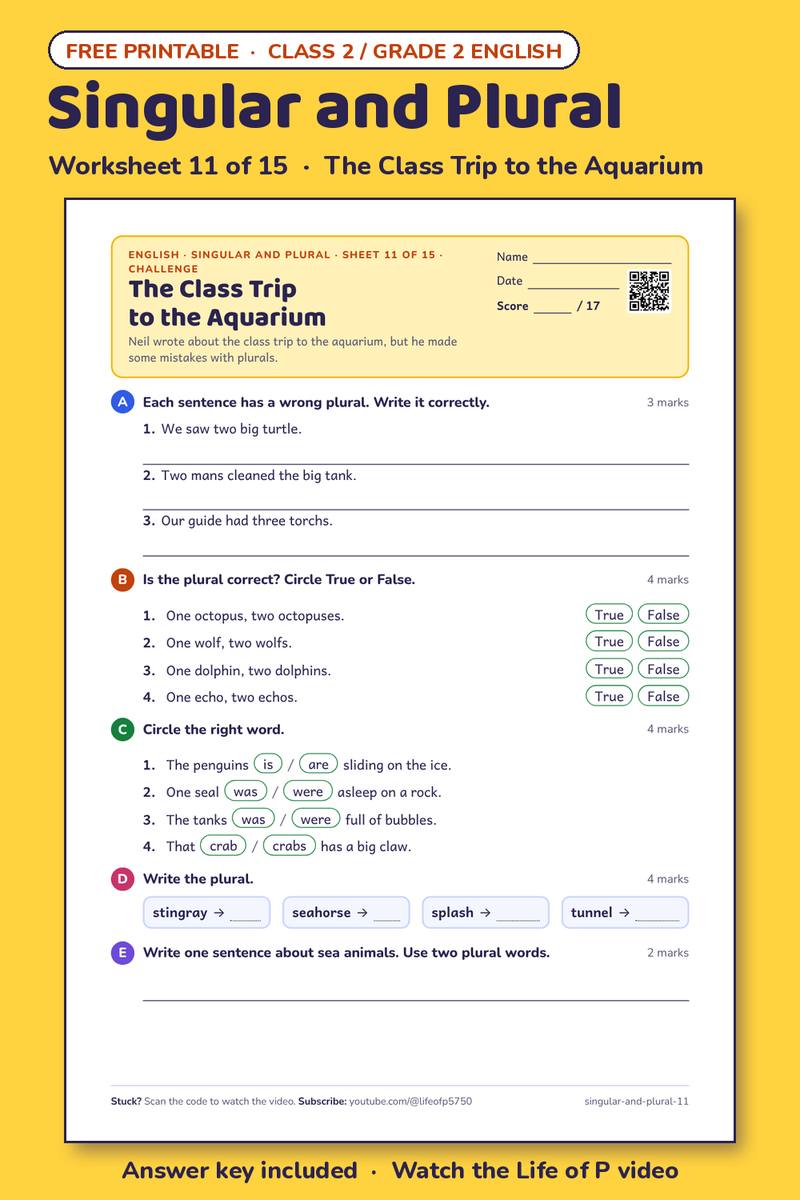 FREE PRINTABLE · CLASS 2 / GRADE 2 ENGLISH
Singular and Plural
Worksheet 11 of 15 · The Class Trip to the Aquarium
ENGLISH · SINGULAR AND PLURAL · SHEET 11 OF 15 ·
CHALLENGE
The Class Trip
to the Aquarium
Neil wrote about the class trip to the aquarium, but he made
some mistakes with plurals.
Name
Date
Score / 17
A Each sentence has a wrong plural. Write it correctly. 3 marks
1. We saw two big turtle.
2. Two mans cleaned the big tank.
3. Our guide had three torchs.
B Is the plural correct? Circle True or False. 4 marks
1. One octopus, two octopuses. True False
2. One wolf, two wolfs. True False
3. One dolphin, two dolphins. True False
4. One echo, two echos. True False
C Circle the right word. 4 marks
1. The penguins is / are sliding on the ice.
2. One seal was / were asleep on a rock.
3. The tanks was / were full of bubbles.
4. That crab / crabs has a big claw.
D Write the plural. 4 marks
stingray → seahorse → splash → tunnel →
E Write one sentence about sea animals. Use two plural words. 2 marks
Stuck? Scan the code to watch the video. Subscribe: youtube.com/@lifeofp5750 singular-and-plural-11
Answer key included · Watch the Life of P video